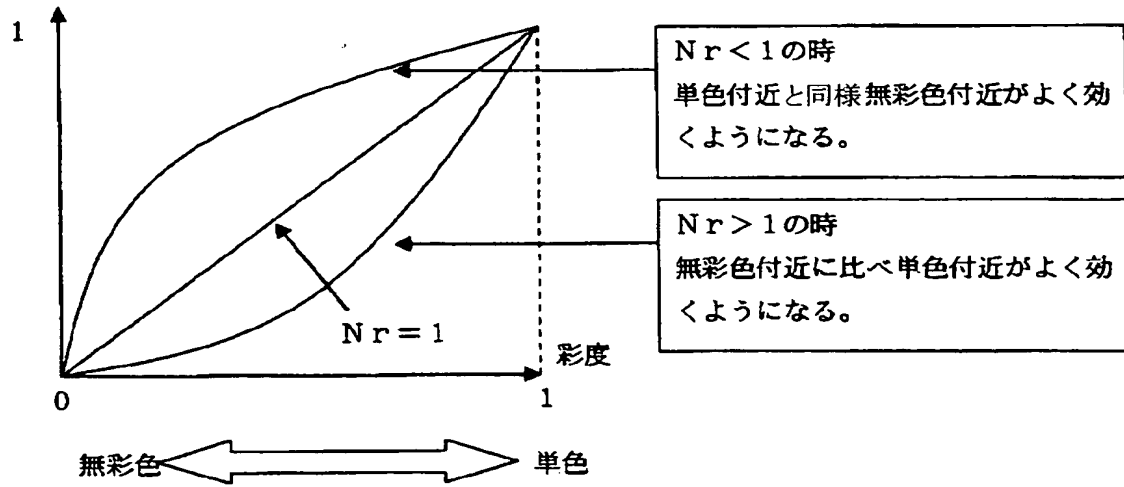 1
Ｎｒ＜１の時
単色付近と同様無彩色付近がよく効
くようになる。
Ｎｒ＞１の時
無彩色付近に比べ単色付近がよく効
くようになる。
Ｎｒ＝１
彩度
0
1
無彩色
単色